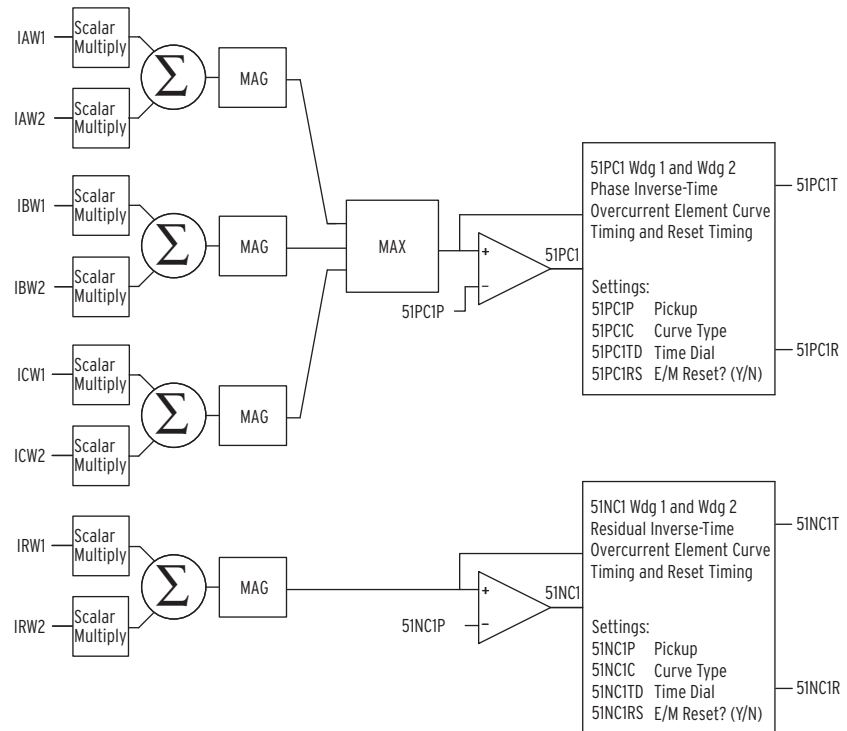 IAW1
Scalar
Multiply
Σ
MAG
IAW2
Scalar
Multiply
IBW1
Scalar
Multiply
Σ
MAG
IBW2
Scalar
Multiply
ICW1
Scalar
Multiply
Σ
MAG
ICW2
Scalar
Multiply
MAX
+
−
51PC1P
51PC1
51PC1 Wdg 1 and Wdg 2
Phase Inverse-Time
Overcurrent Element Curve
Timing and Reset Timing
Settings:
51PC1P Pickup
51PC1C Curve Type
51PC1TD Time Dial
51PC1RS E/M Reset? (Y/N)
51PC1T
51PC1R
IRW1
Scalar
Multiply
Σ
MAG
IRW2
Scalar
Multiply
+
−
51NC1P
51NC1
51NC1 Wdg 1 and Wdg 2
Residual Inverse-Time
Overcurrent Element Curve
Timing and Reset Timing
Settings:
51NC1P Pickup
51NC1C Curve Type
51NC1TD Time Dial
51NC1RS E/M Reset? (Y/N)
51NC1T
51NC1R